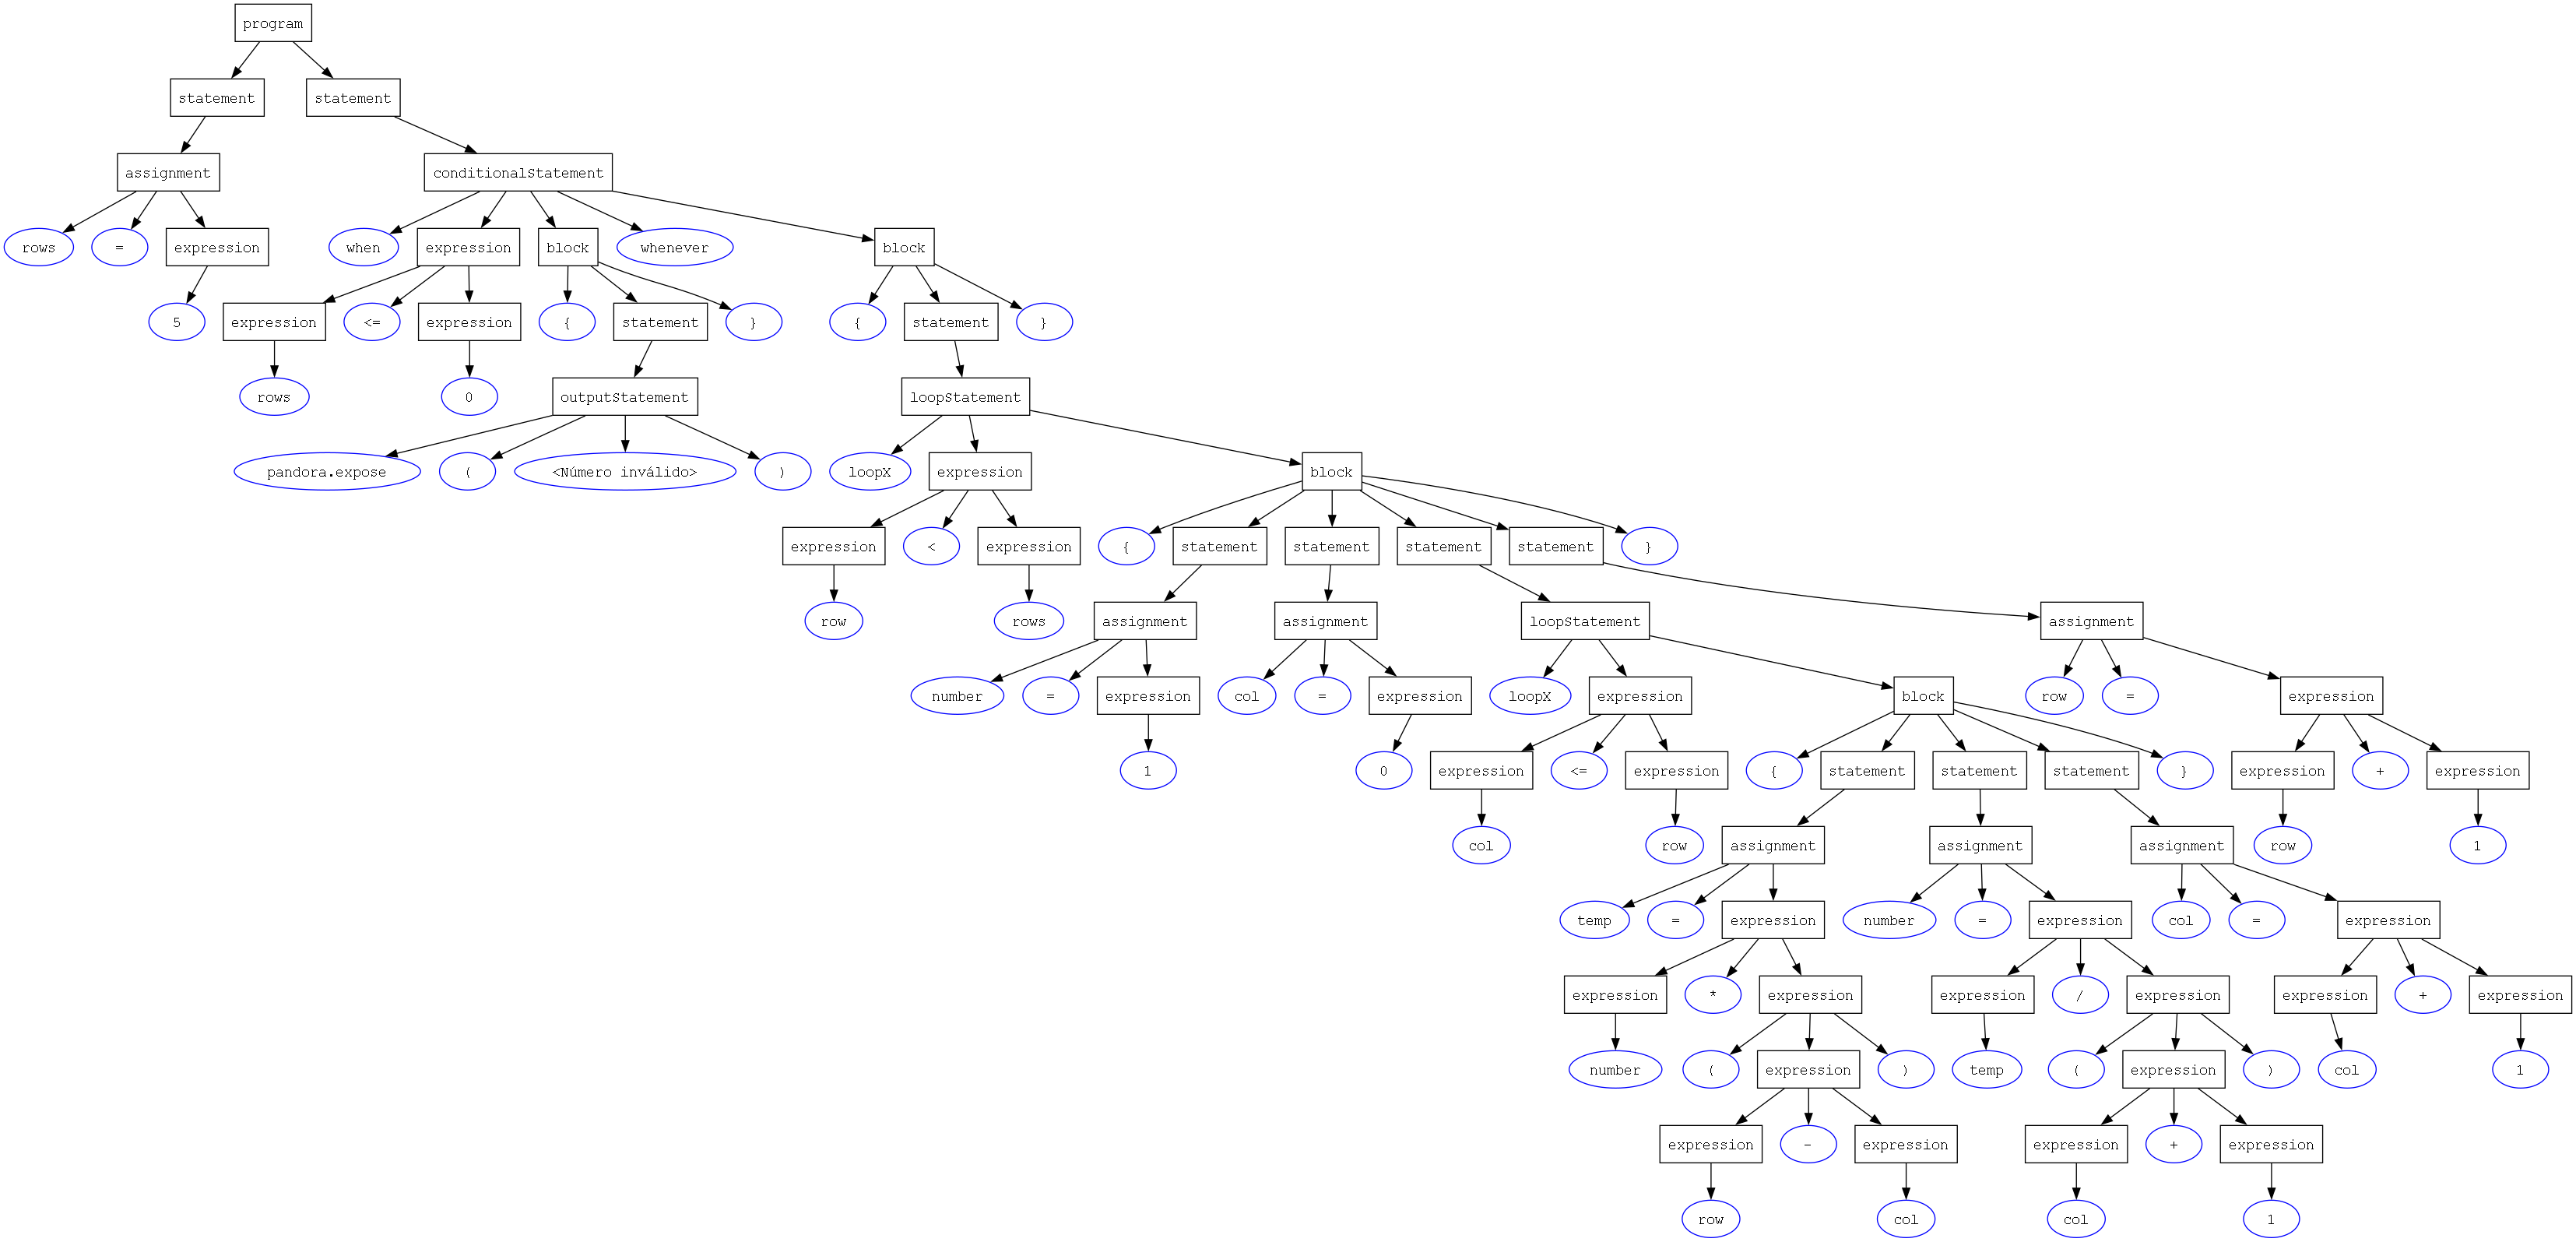 program
statement statement
assignment conditionalStatement
rows = expression when expression block whenever block
5 expression <= expression { statement } { statement }
rows 0 outputStatement loopStatement
pandora.expose ( <Número inválido> ) loopX expression block
expression < expression { statement statement statement statement }
row rows assignment assignment loopStatement assignment
number = expression col = expression loopX expression block row = expression
1 0 expression <= expression { statement statement statement } expression + expression
col row assignment assignment assignment row 1
temp = expression number = expression col = expression
expression * expression expression / expression expression + expression
number ( expression ) temp ( expression ) col 1
expression - expression expression + expression
row col col 1